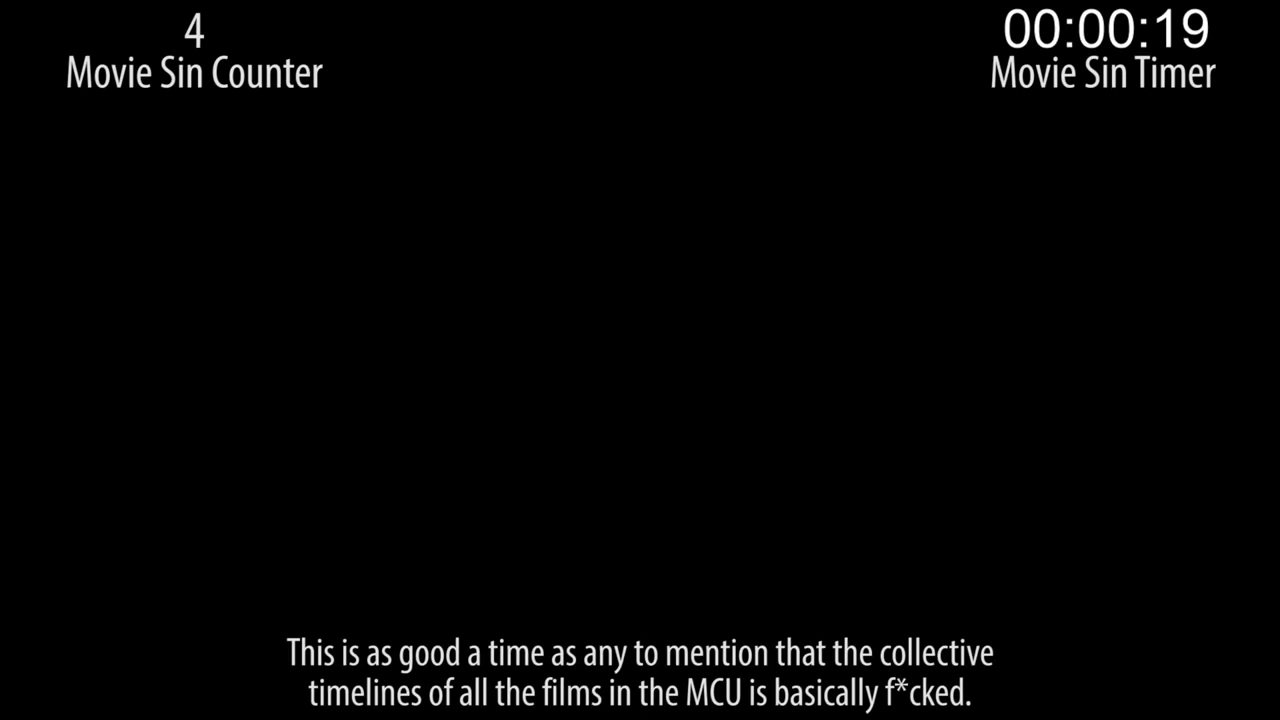 4
Movie Sin Counter
00:00:19
Movie Sin Timer
This is as good a time as any to mention that the collective
timelines of all the films in the MCU is basically f*cked.